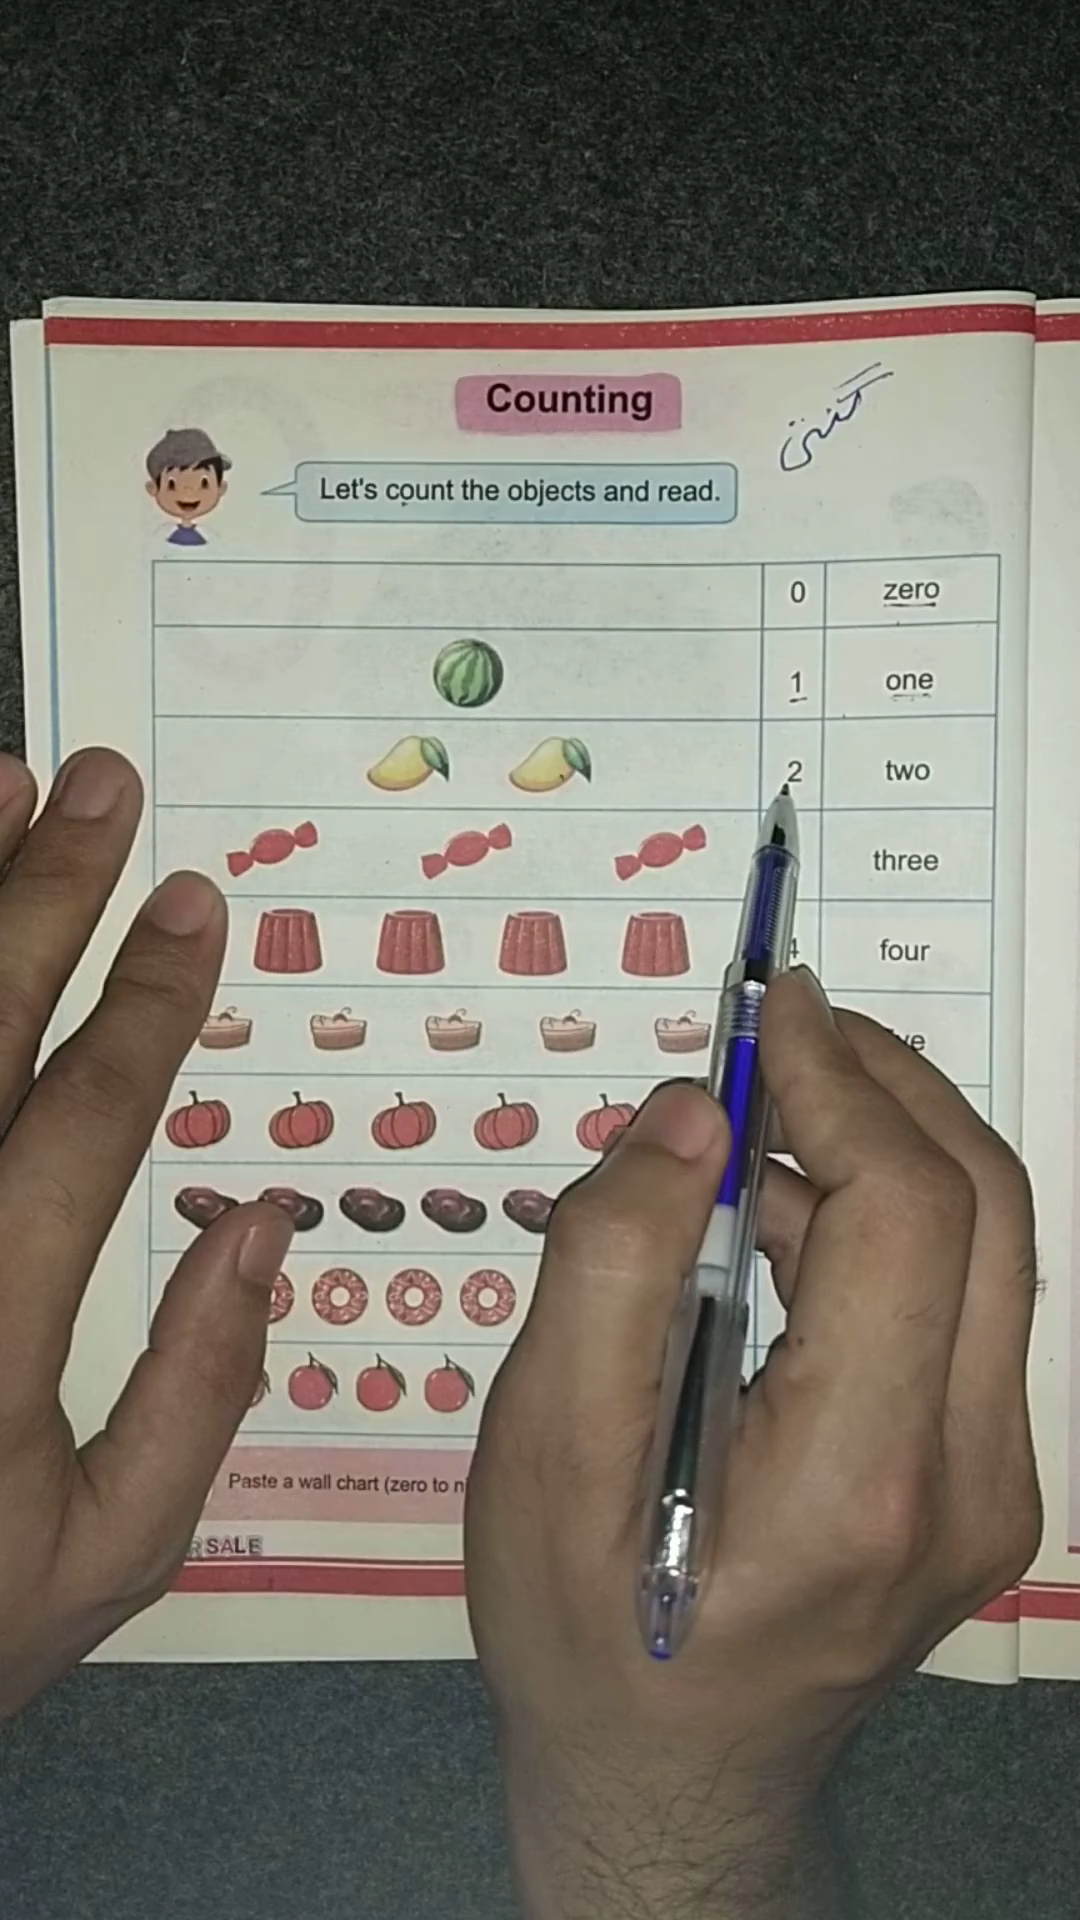 Counting
گنتی
Let's count the objects and read.
0 zero
1 one
2 two
three
4 four
Paste a wall chart (zero to
SALE